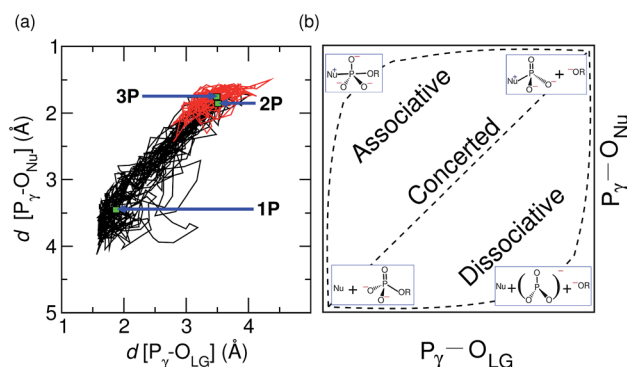 (a)
1
2
3
4
5
d [Pγ-ONu] (Å)
3P
2P
1P
1 2 3 4
d [Pγ-OLG] (Å)
(b)
Associative
Concerted
Dissociative
Nu+ P O− O− O OR
Nu+ P O O− O− + −OR
Nu + −O P O O− OR
Nu + ( O P O O )− + −OR
Pγ—ONu
Pγ—OLG